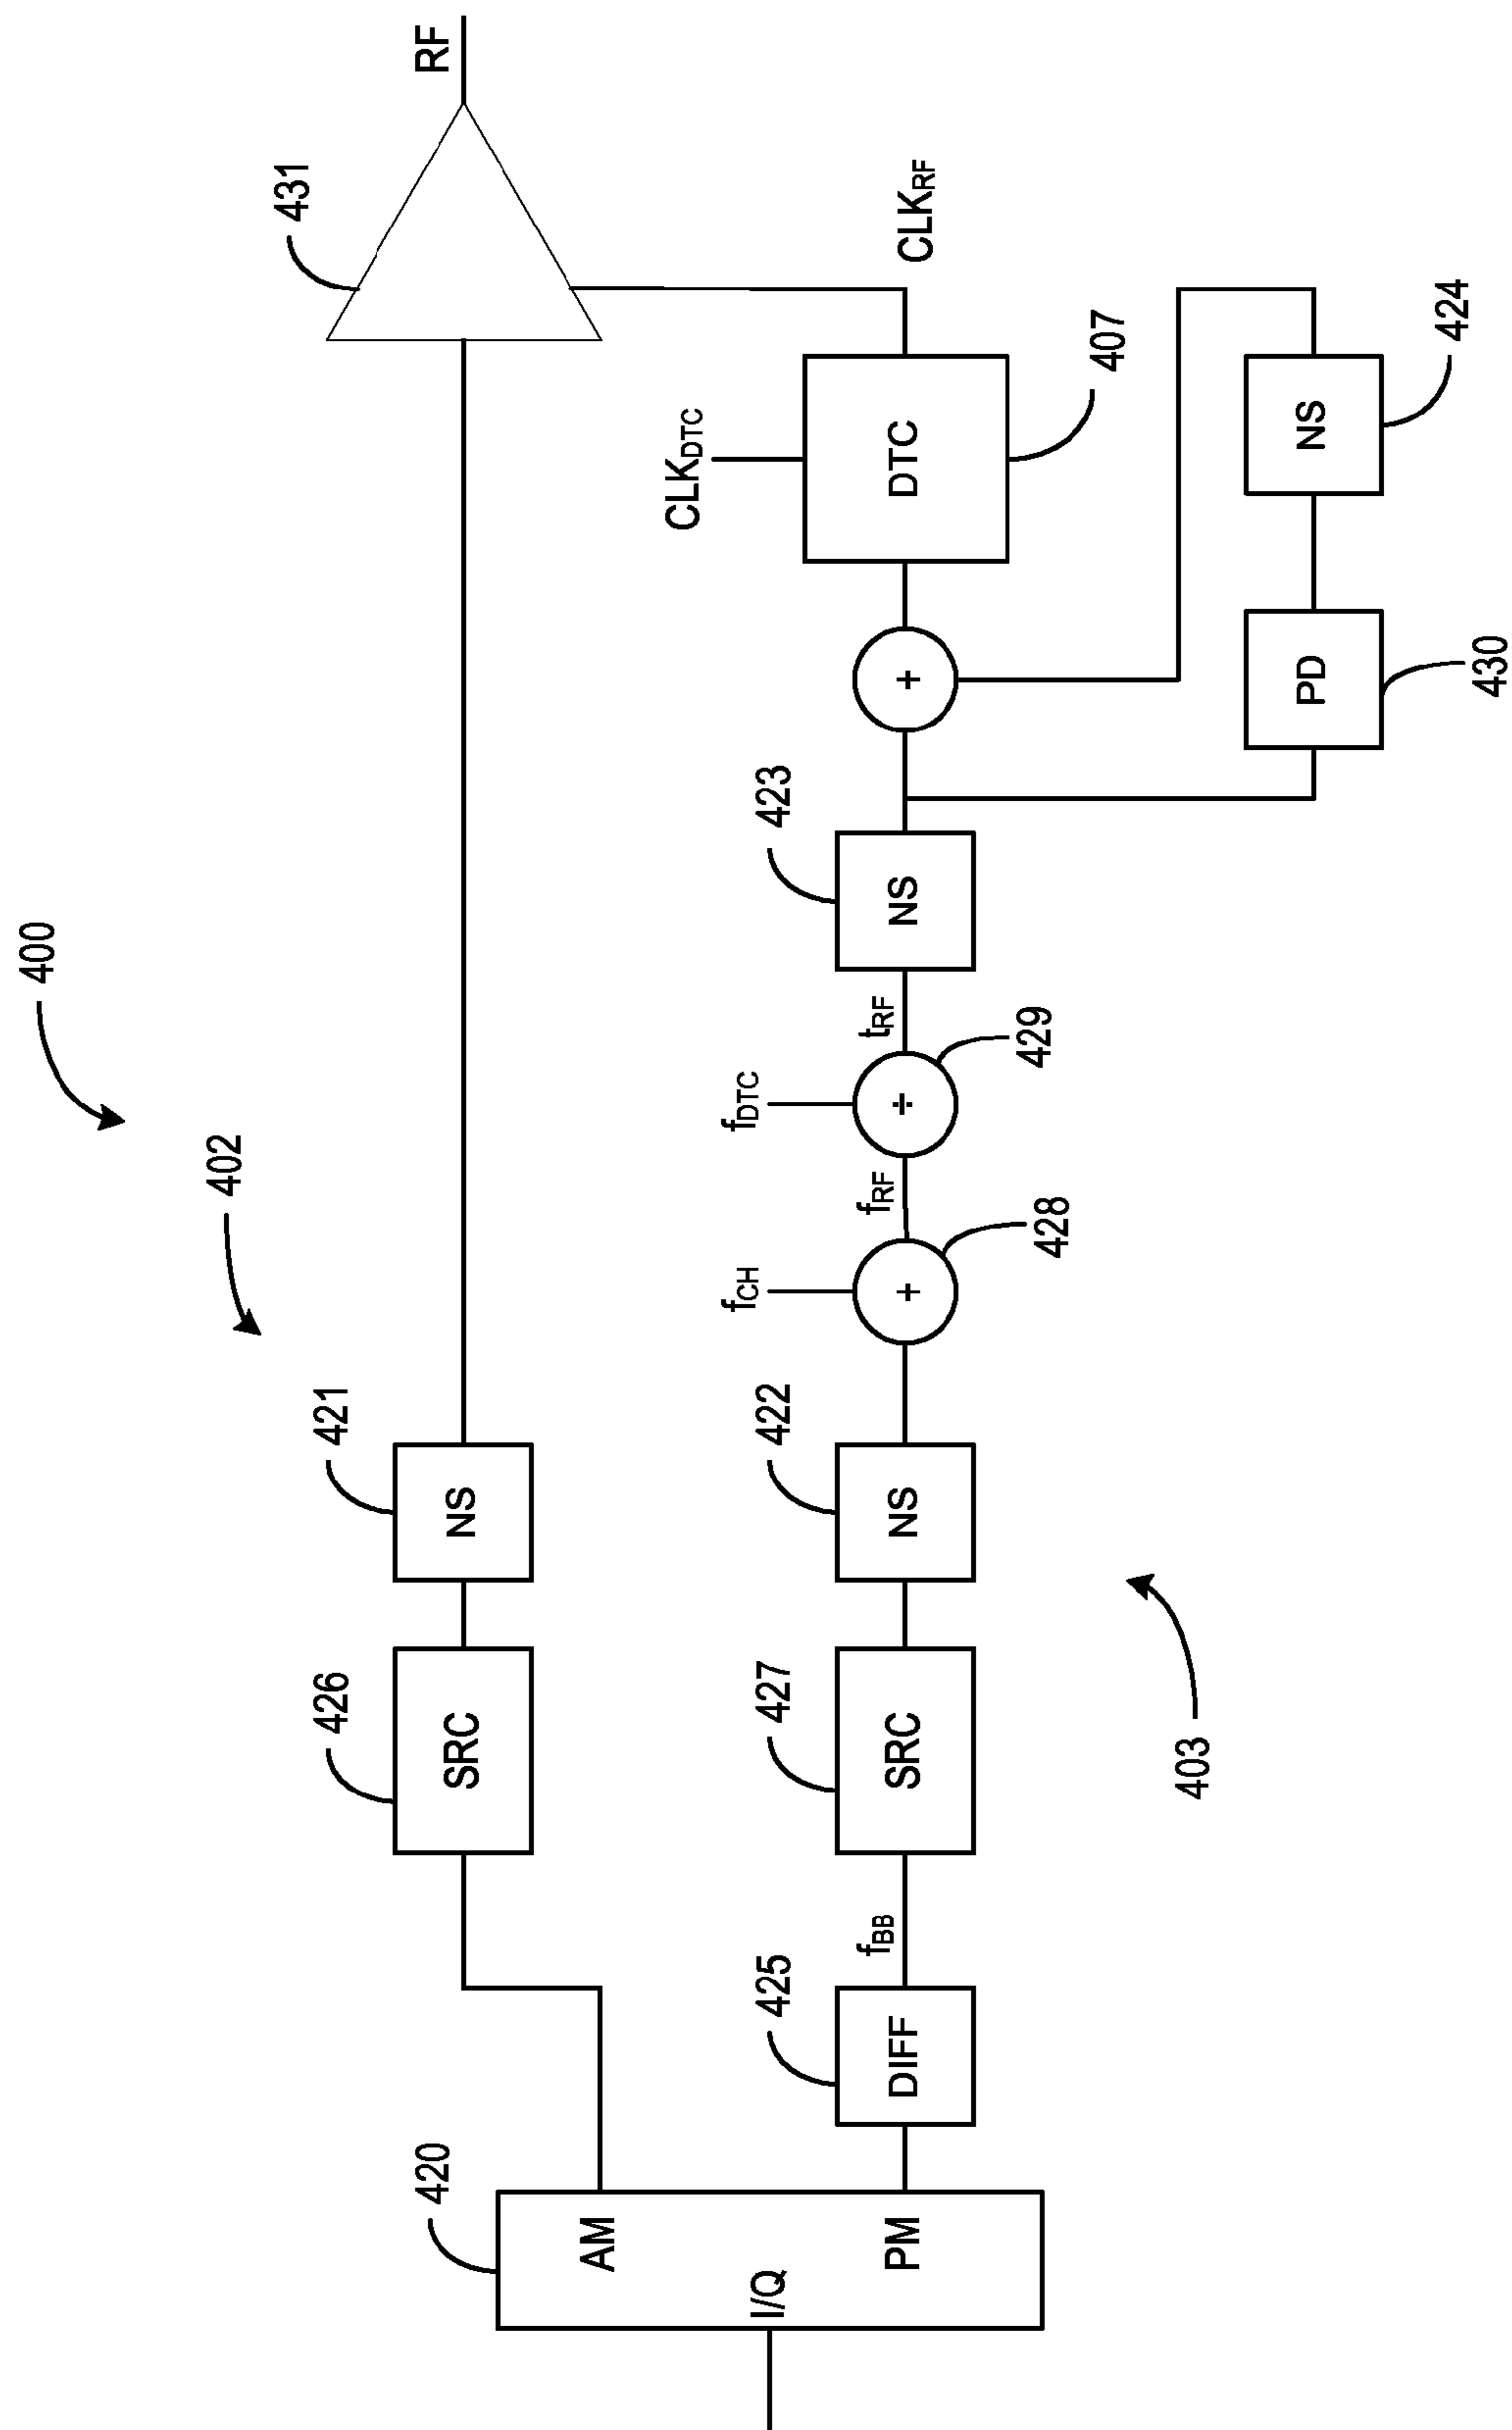 400
402
420
I/Q
AM
PM
426
SRC
421
NS
431
RF
425
DIFF
fBB
427
SRC
422
NS
fCH
+
428
fRF
fDTC
÷
429
tRF
423
NS
+
CLKDTC
DTC
407
CLKRF
PD
430
NS
424
403